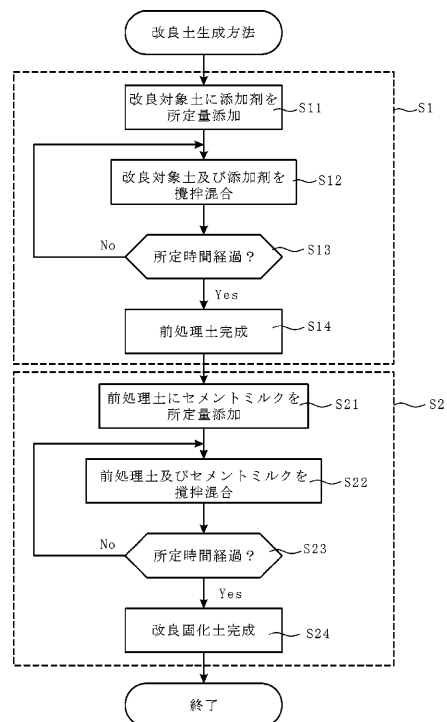 改良土生成方法
改良対象土に添加剤を
所定量添加
S11
S1
改良対象土及び添加剤を
攪拌混合
S12
No
所定時間経過?
S13
Yes
前処理土完成
S14
前処理土にセメントミルクを
所定量添加
S21
S2
前処理土及びセメントミルクを
攪拌混合
S22
No
所定時間経過?
S23
Yes
改良固化土完成
S24
終了